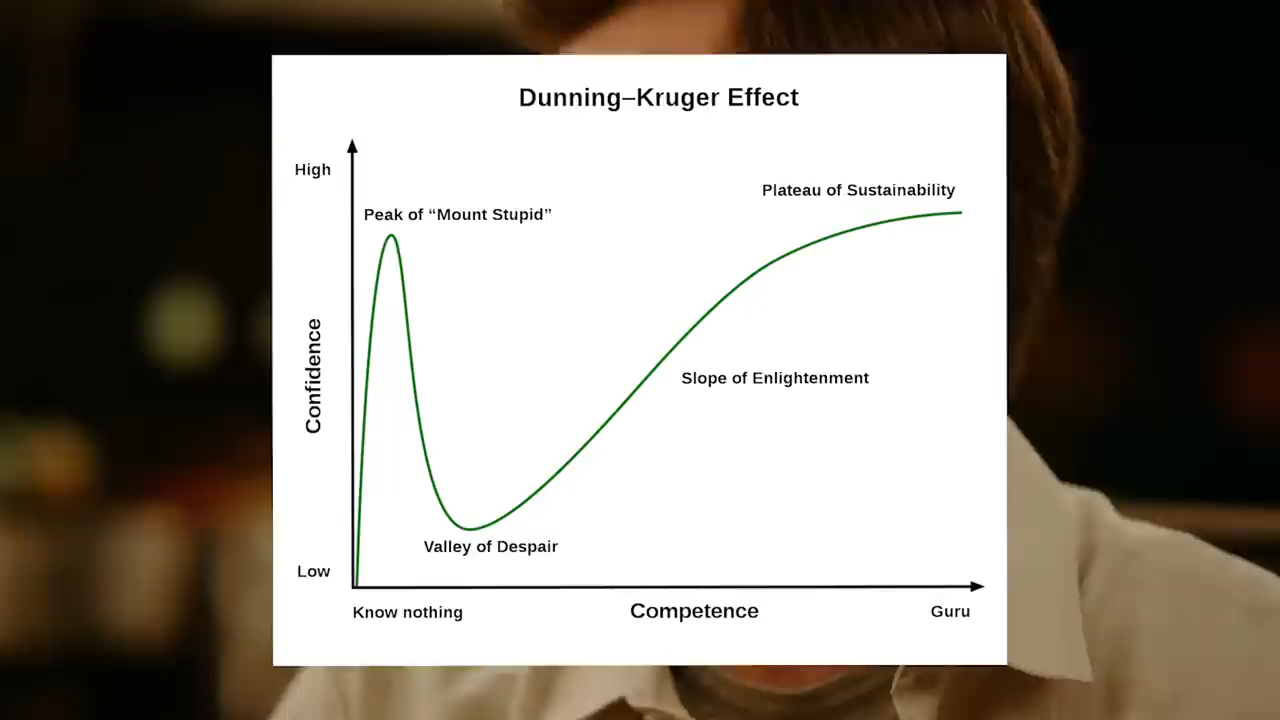 Dunning–Kruger Effect
High
Plateau of Sustainability
Peak of “Mount Stupid”
Confidence
Slope of Enlightenment
Valley of Despair
Low
Know nothing
Competence
Guru